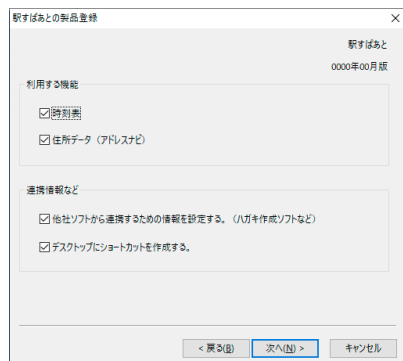 駅すぱあとの製品登録
駅すぱあと
0000年00月版
利用する機能
時刻表
住所データ（アドレスナビ）
連携情報など
他社ソフトから連携するための情報を設定する。（ハガキ作成ソフトなど）
デスクトップにショートカットを作成する。
< 戻る(B) 次へ(N) > キャンセル